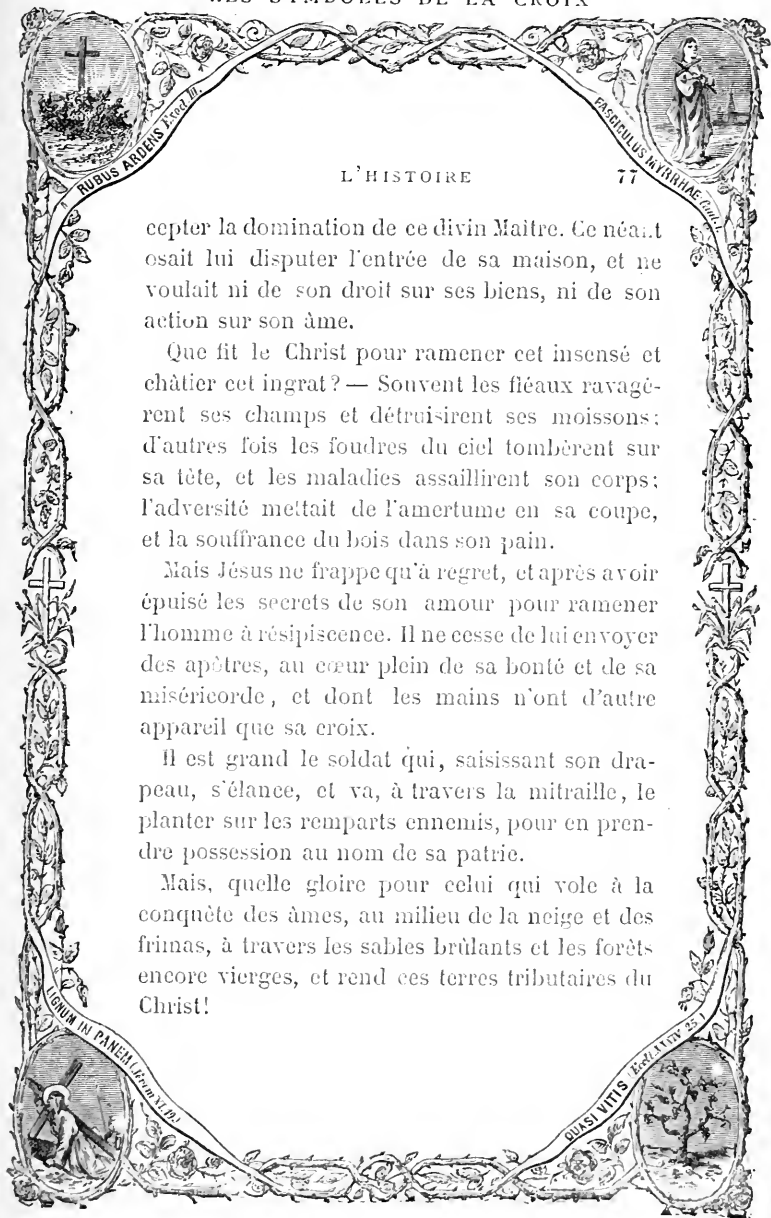 LES SYMBOLES DE LA CROIX
RUBUS ARDENS Exod. III.
FASCICULUS MYRRHAE Cant. I.
L'HISTOIRE 77
cepter la domination de ce divin Maître. Ce néant
osait lui disputer l'entrée de sa maison, et ne
voulait ni de son droit sur ses biens, ni de son
action sur son âme.
Que fit le Christ pour ramener cet insensé et
châtier cet ingrat? — Souvent les fléaux ravagè-
rent ses champs et détruisirent ses moissons;
d'autres fois les foudres du ciel tombèrent sur
sa tête, et les maladies assaillirent son corps;
l'adversité mettait de l'amertume en sa coupe,
et la souffrance du bois dans son pain.
Mais Jésus ne frappe qu'à regret, et après avoir
épuisé les secrets de son amour pour ramener
l'homme à résipiscence. Il ne cesse de lui envoyer
des apôtres, au cœur plein de sa bonté et de sa
miséricorde, et dont les mains n'ont d'autre
appareil que sa croix.
Il est grand le soldat qui, saisissant son dra-
peau, s'élance, et va, à travers la mitraille, le
planter sur les remparts ennemis, pour en pren-
dre possession au nom de sa patrie.
Mais, quelle gloire pour celui qui vole à la
conquête des âmes, au milieu de la neige et des
frimas, à travers les sables brûlants et les forêts
encore vierges, et rend ces terres tributaires du
Christ!
LIGNUM IN PANEM (Jérem XI, 19.)
QUASI VITIS (Eccli. XXIV 23.)